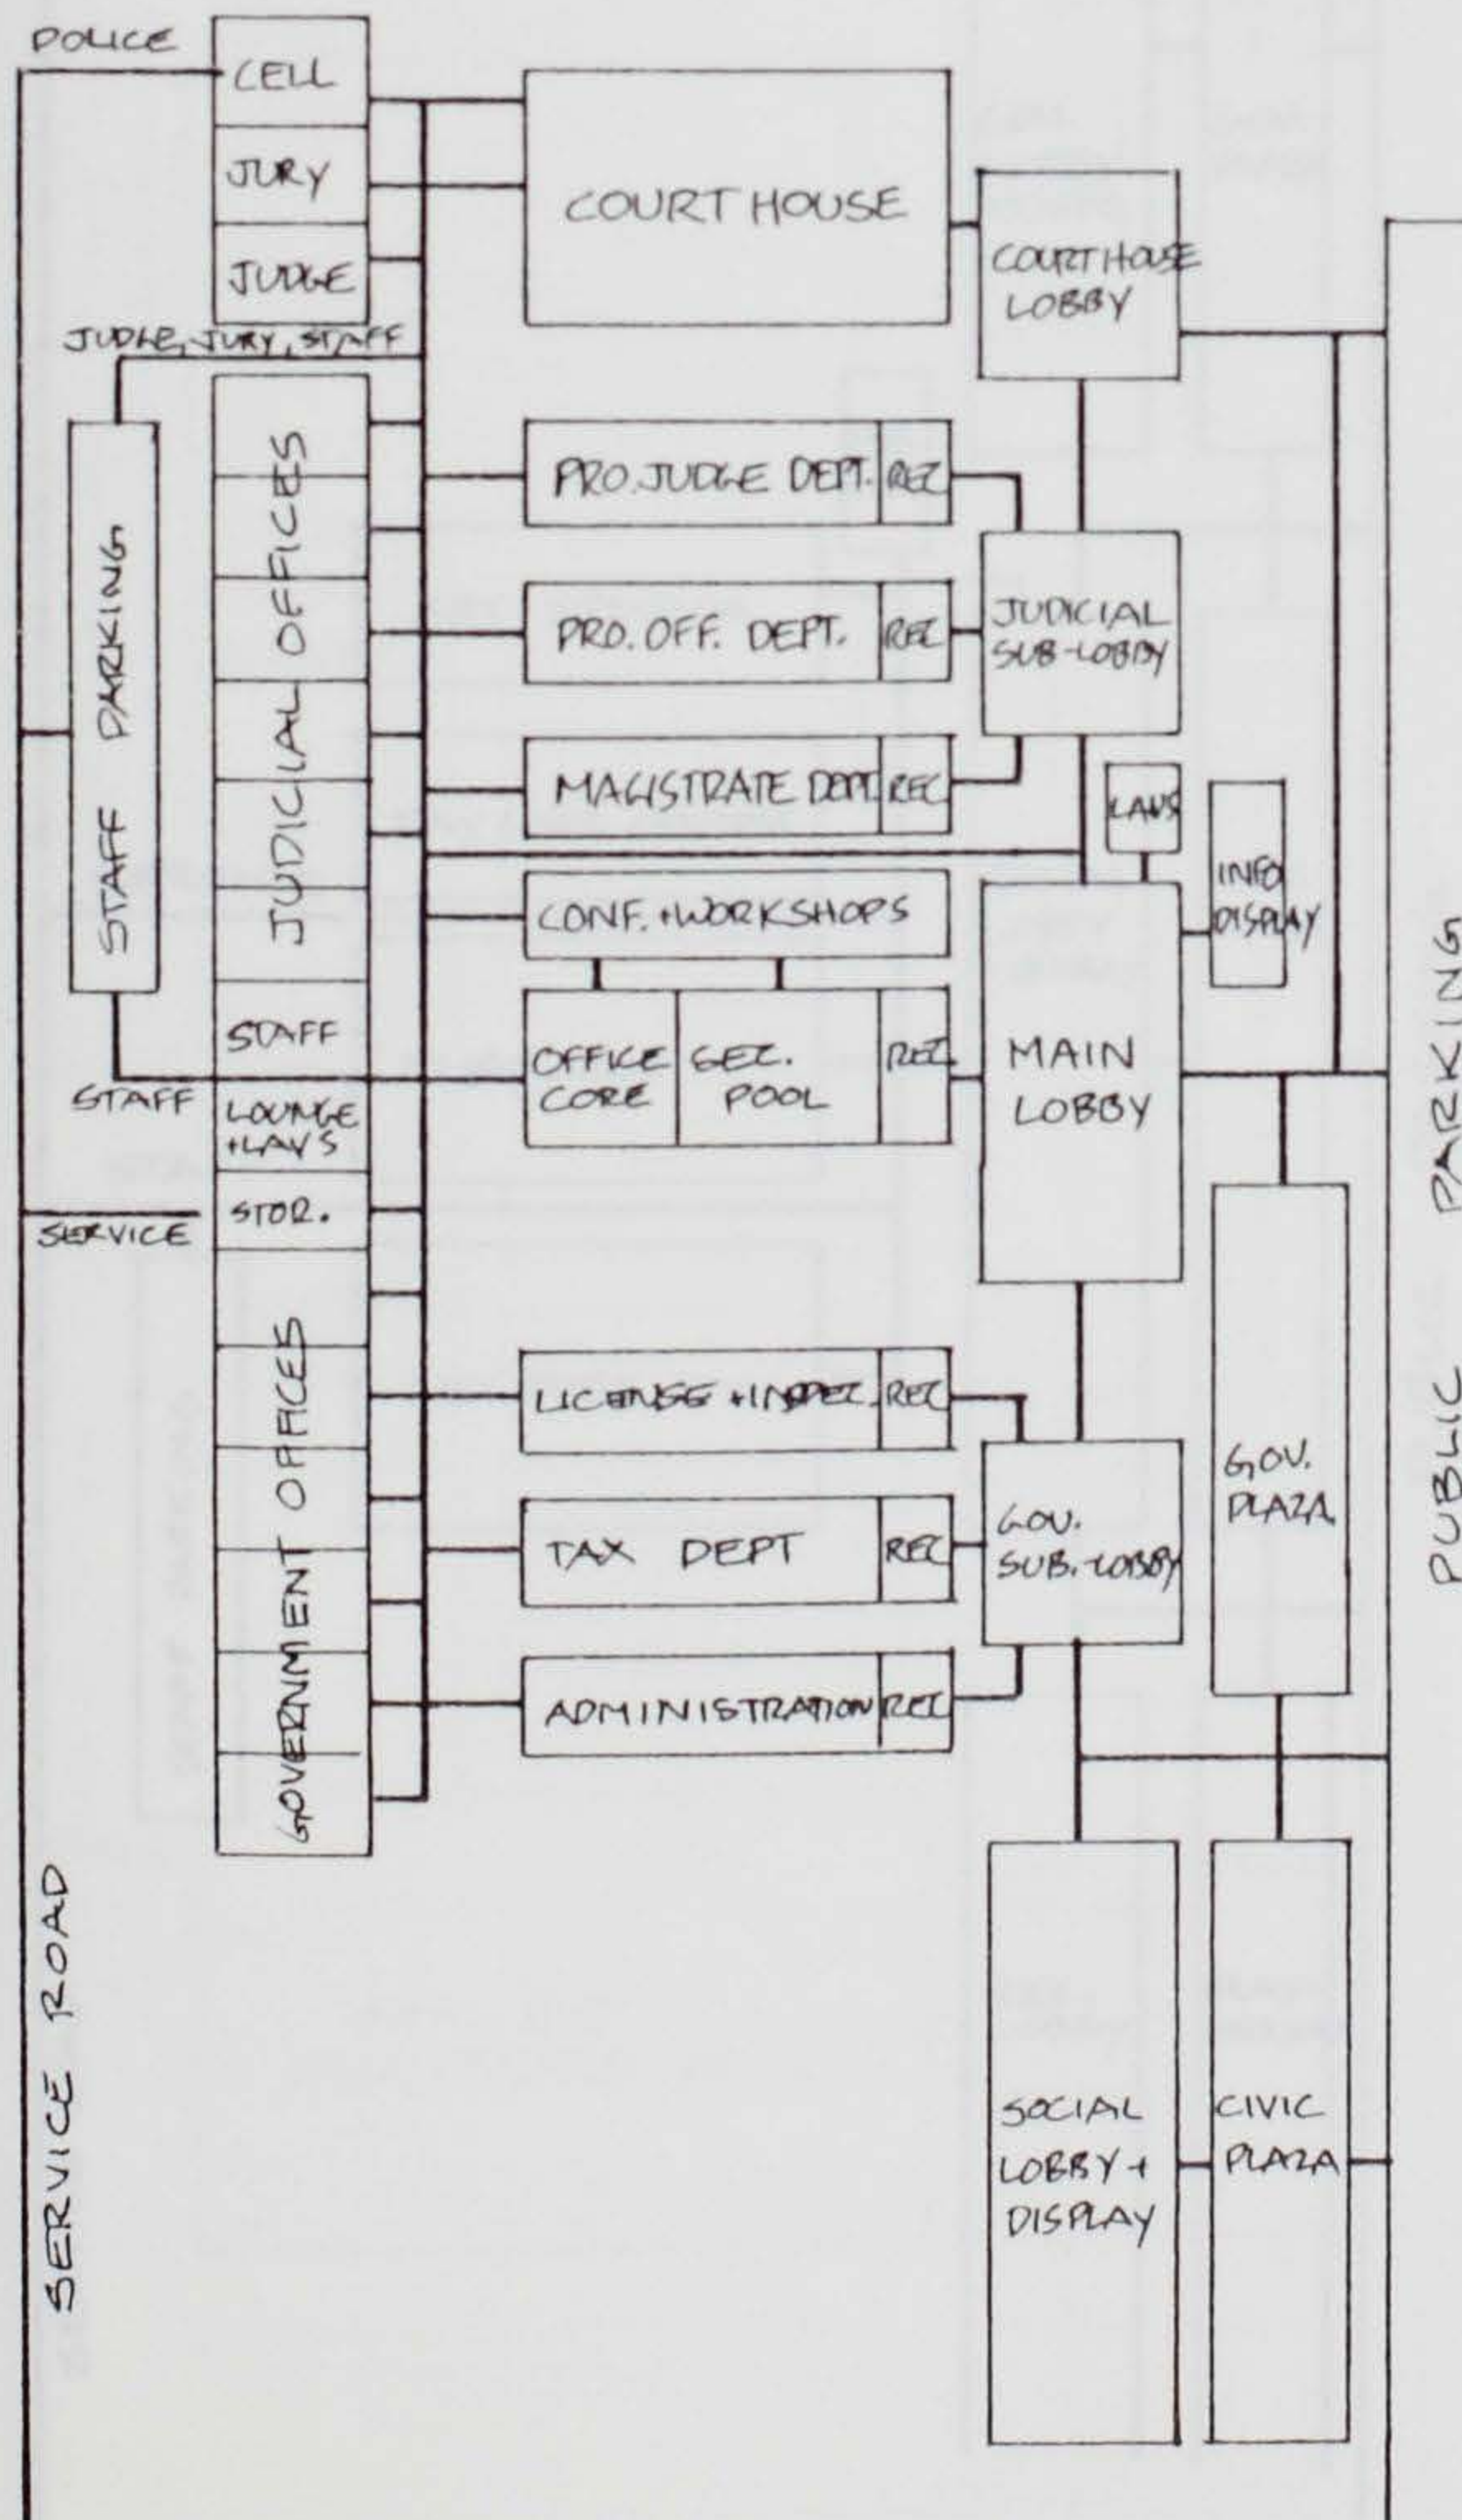 POLICE
CELL
JURY
JUDGE
COURT HOUSE
COURT HOUSE
LOBBY
JUDGE, JURY, STAFF
STAFF PARKING
JUDICIAL OFFICES
PRO. JUDGE DEPT. REC
PRO. OFF. DEPT. REC
MAGISTRATE DEPT. REC
JUDICIAL
SUB-LOBBY
LAVS
INFO
DISPLAY
CONF. + WORKSHOPS
STAFF
OFFICE
CORE
SEC.
POOL
REC
MAIN
LOBBY
STAFF
LOUNGE
+ LAVS
STOR.
SERVICE
GOVERNMENT OFFICES
LICENSE + INSPEC. REC
TAX DEPT REC
ADMINISTRATION REC
GOV.
SUB.-LOBBY
GOV.
PLAZA
PUBLIC PARKING
SERVICE ROAD
SOCIAL
LOBBY +
DISPLAY
CIVIC
PLAZA